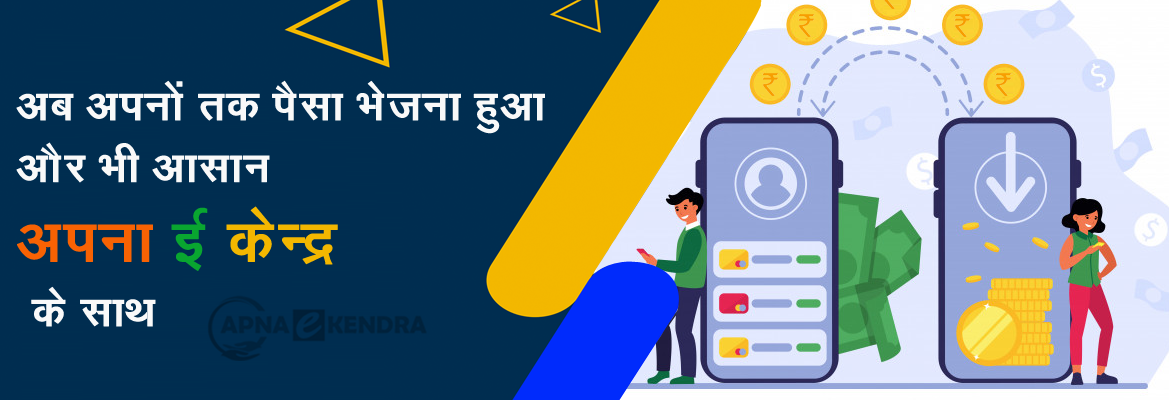 अब अपनों तक पैसा भेजना हुआ
और भी आसान
अपना ई केन्द्र
के साथ
APNA e KENDRA